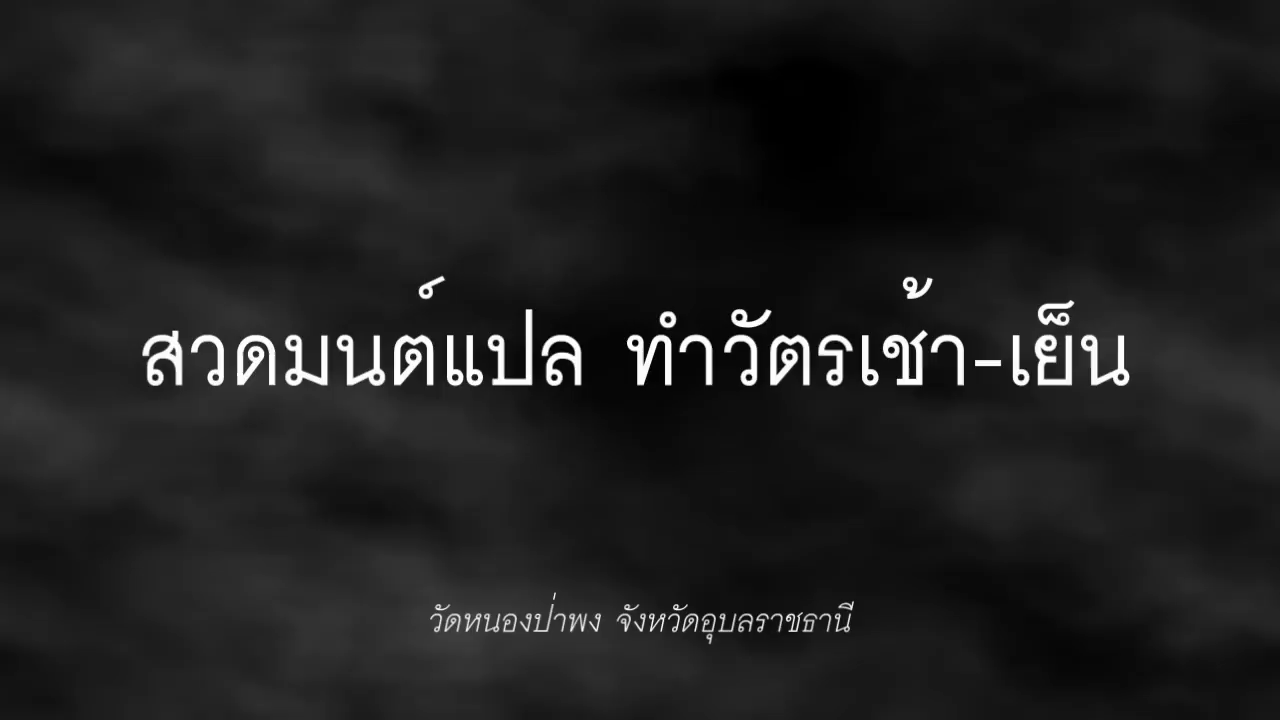 สวดมนต์แปล ทำวัตรเช้า-เย็น
วัดหนองป่าพง จังหวัดอุบลราชธานี